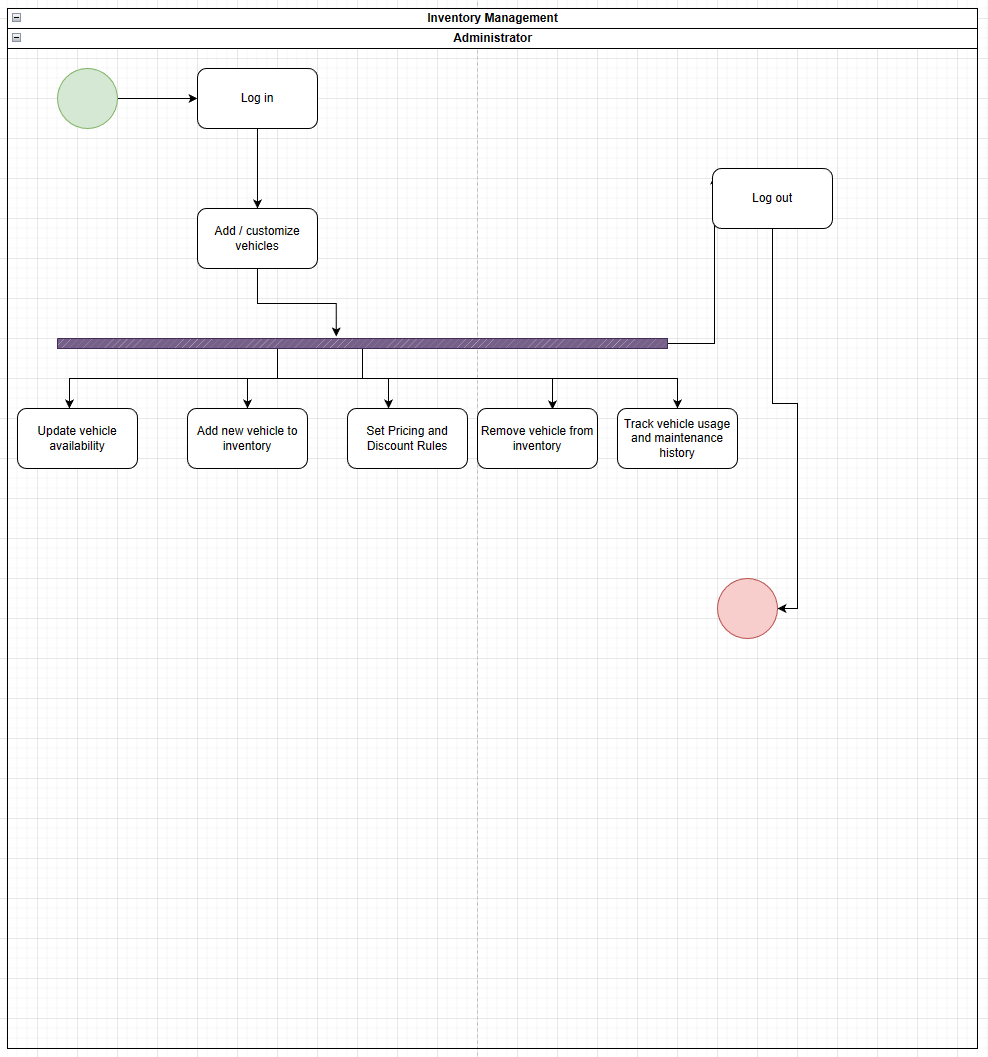 Inventory Management
Administrator
Log in
Log out
Add / customize
vehicles
Update vehicle
availability
Add new vehicle to
inventory
Set Pricing and
Discount Rules
Remove vehicle from
inventory
Track vehicle usage
and maintenance
history